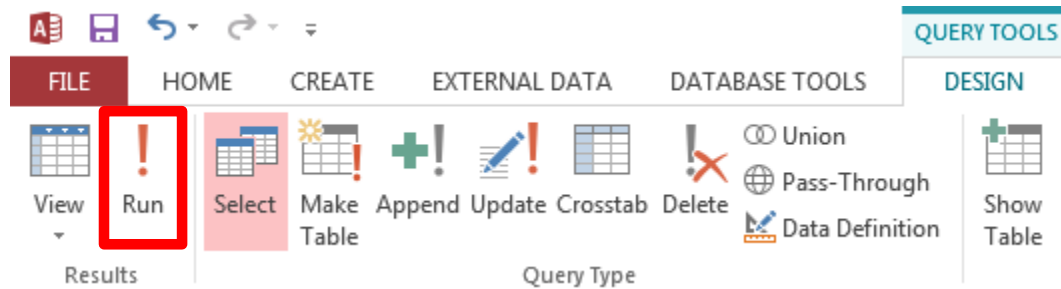 A
QUERY TOOLS
FILE HOME CREATE EXTERNAL DATA DATABASE TOOLS DESIGN
View Run Select Make Table Append Update Crosstab Delete
Union
Pass-Through
Data Definition
Show Table
Results Query Type